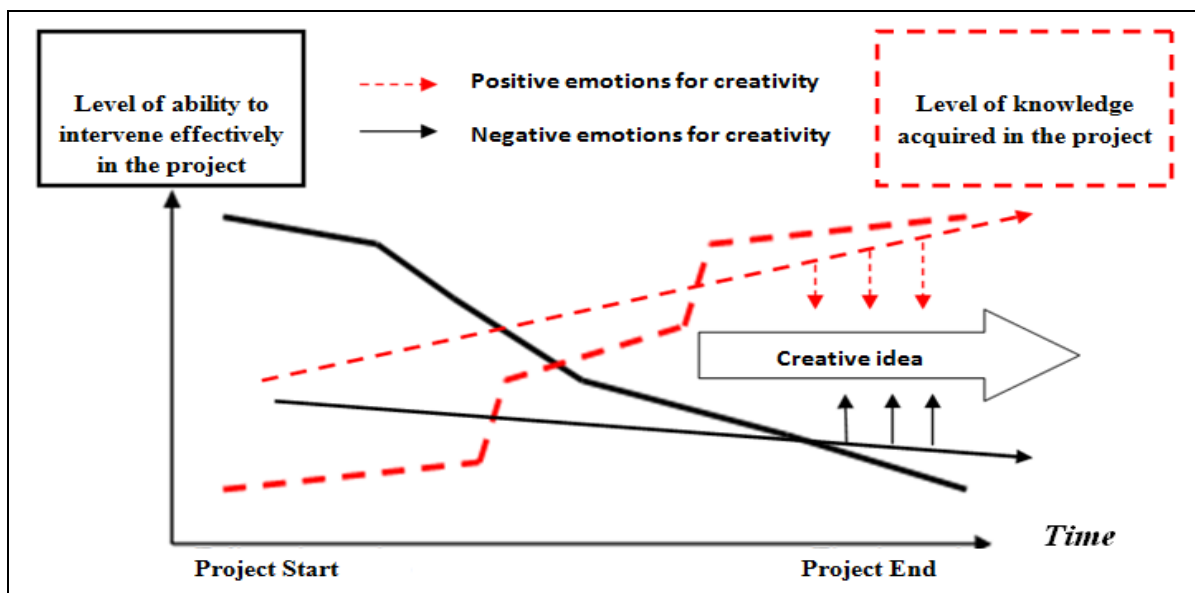 Level of ability to
intervene effectively
in the project
Positive emotions for creativity
Negative emotions for creativity
Level of knowledge
acquired in the project
Creative idea
Time
Project Start
Project End